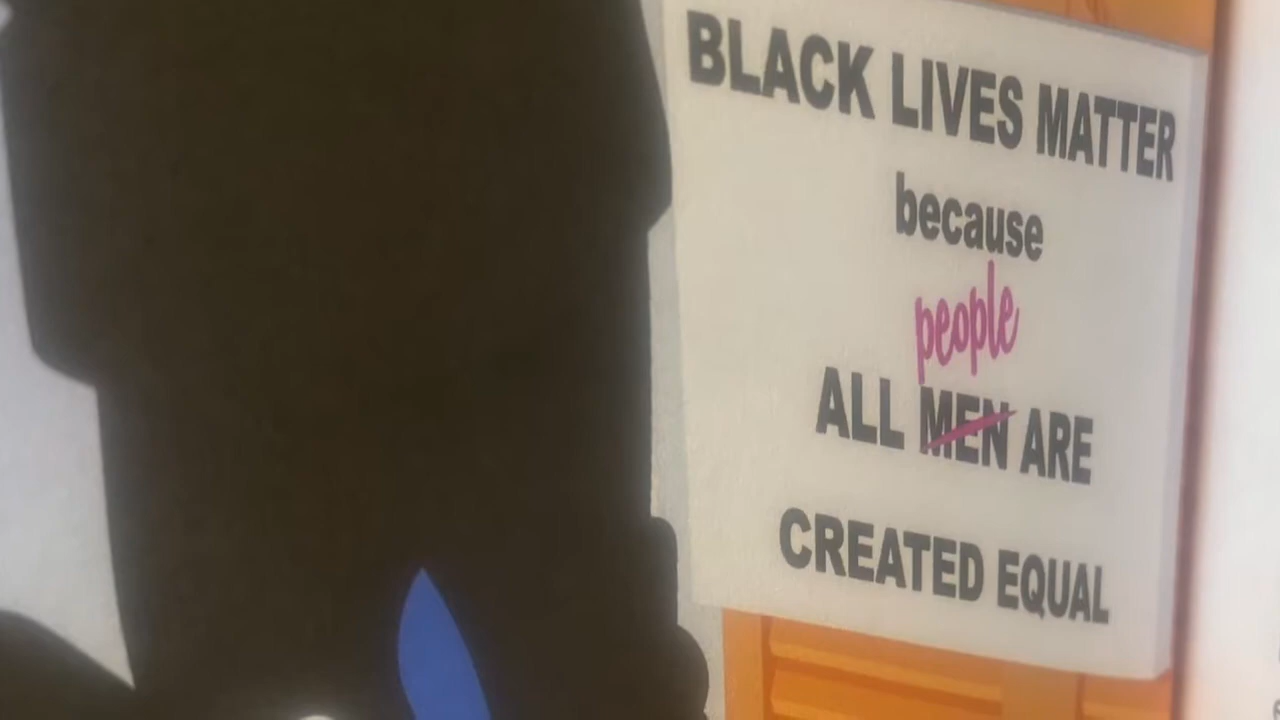 BLACK LIVES MATTER
because
people
ALL MEN ARE
CREATED EQUAL